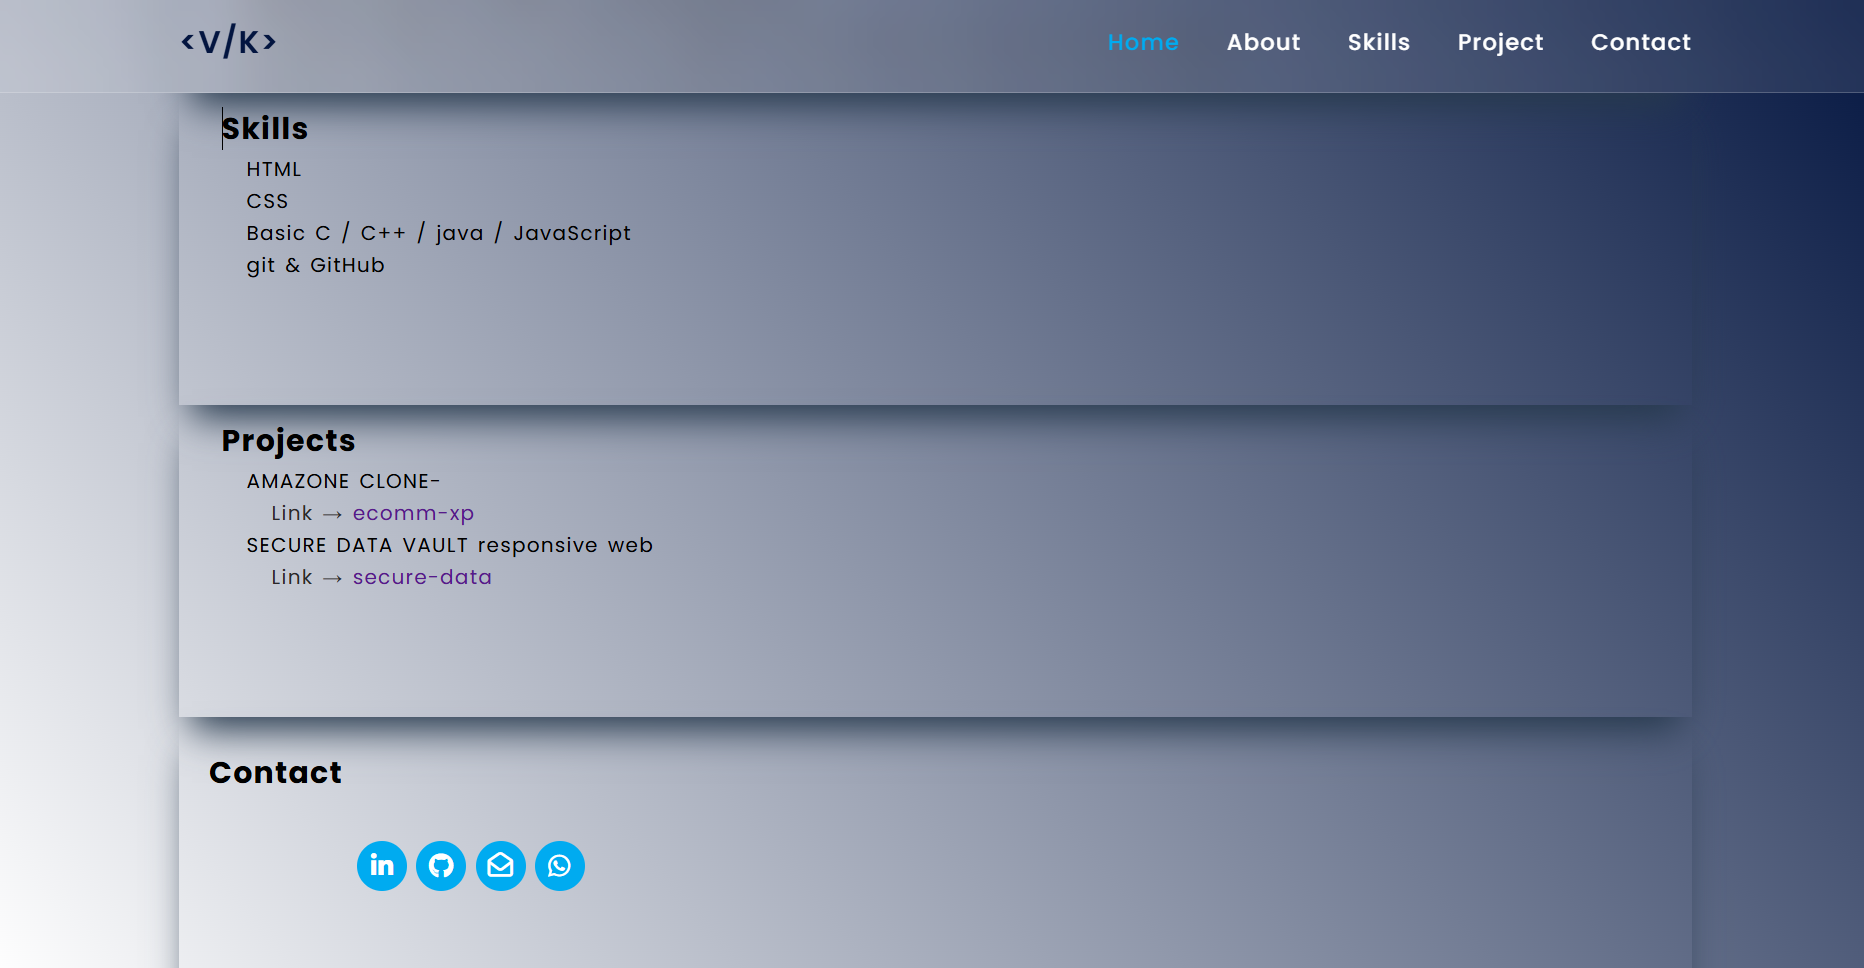 <V/K>
Home About Skills Project Contact
Skills
HTML
CSS
Basic C / C++ / java / JavaScript
git & GitHub
Projects
AMAZONE CLONE-
Link → ecomm-xp
SECURE DATA VAULT responsive web
Link → secure-data
Contact
in